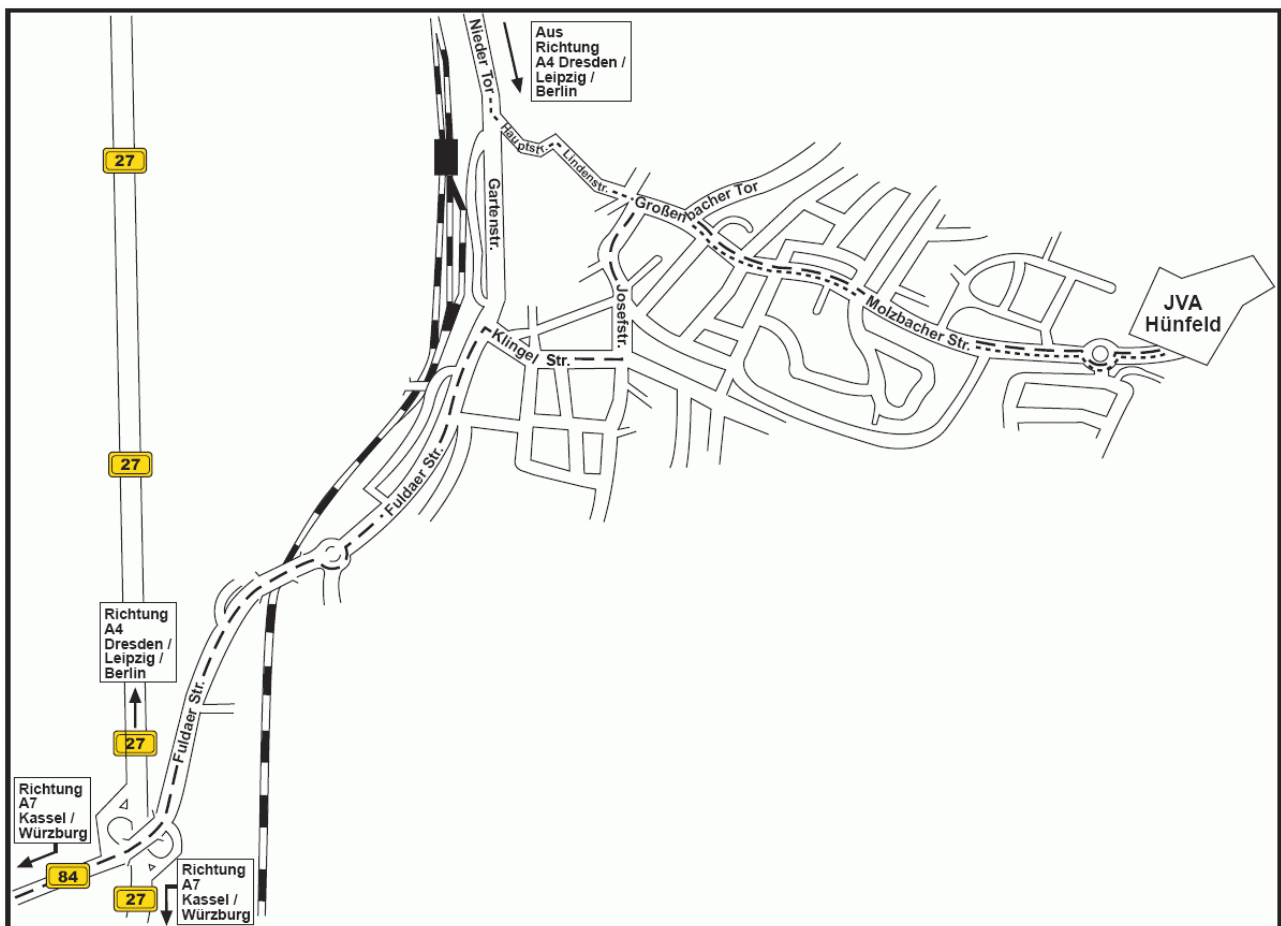 Nieder Tor
Aus
Richtung
A4 Dresden /
Leipzig /
Berlin
27
Hauptstr.
Lindenstr.
Großenbacher Tor
Gartenstr.
JVA
Hünfeld
Josefstr.
Molzbacher Str.
Klingel Str.
27
Fuldaer Str.
Richtung
A4
Dresden /
Leipzig /
Berlin
Fuldaer Str.
27
Richtung
A7
Kassel /
Würzburg
84
27
Richtung
A7
Kassel /
Würzburg